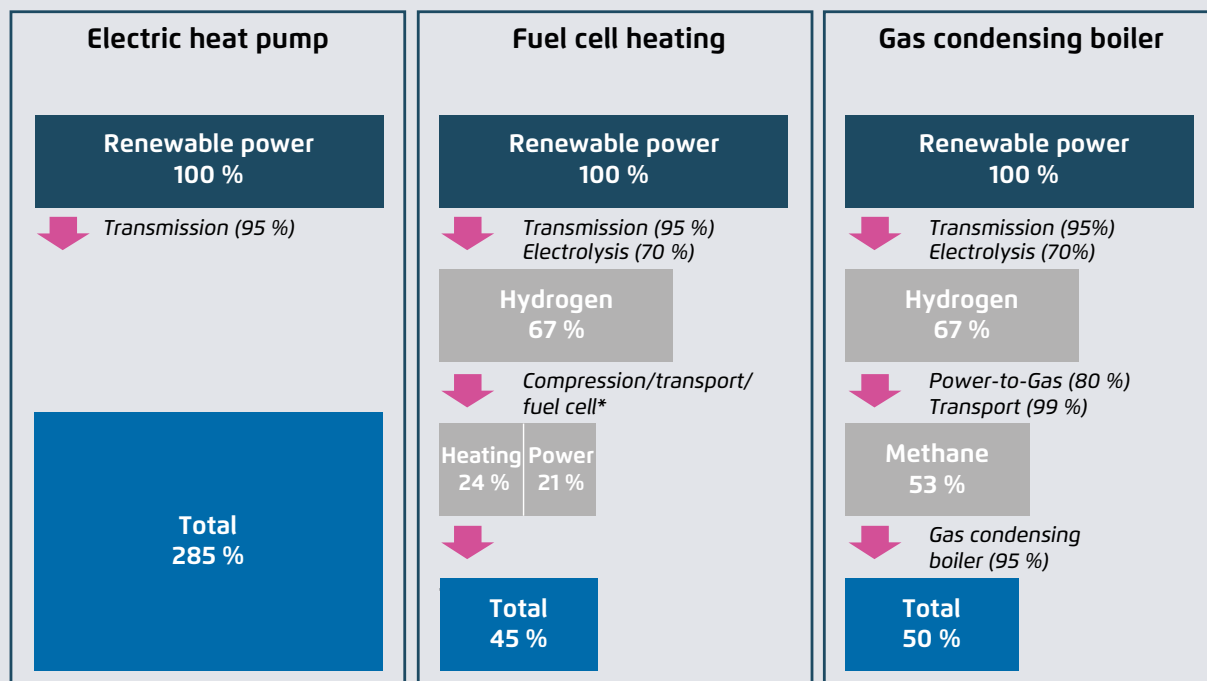 Electric heat pump
Renewable power
100 %
Transmission (95 %)
Total
285 %
Fuel cell heating
Renewable power
100 %
Transmission (95 %)
Electrolysis (70 %)
Hydrogen
67 %
Compression/transport/
fuel cell*
Heating
24 %
Power
21 %
Total
45 %
Gas condensing boiler
Renewable power
100 %
Transmission (95%)
Electrolysis (70%)
Hydrogen
67 %
Power-to-Gas (80 %)
Transport (99 %)
Methane
53 %
Gas condensing
boiler (95 %)
Total
50 %